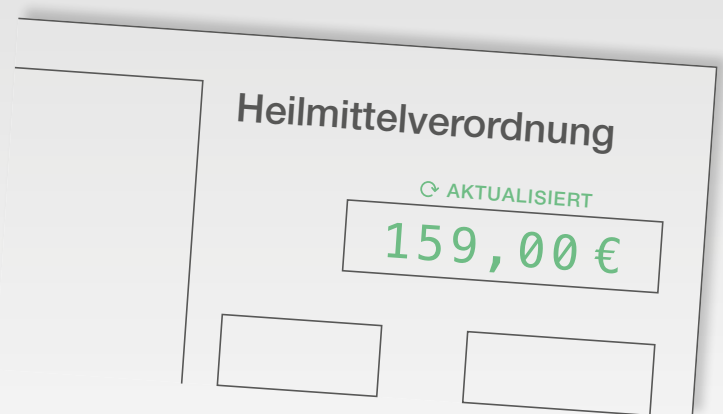 Heilmittelverordnung
⟳ AKTUALISIERT
159,00 €